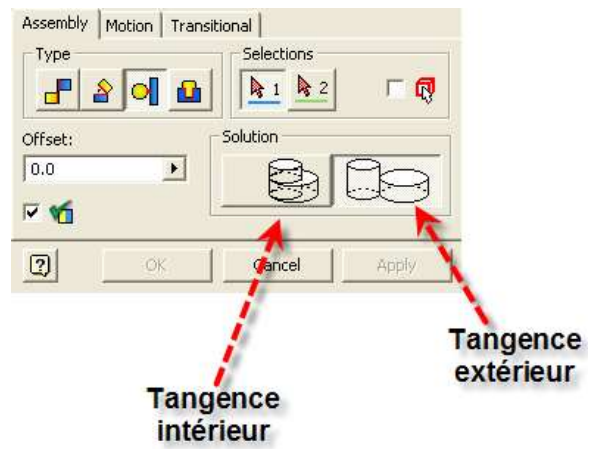 Assembly Motion Transitional
Type
Selections
1 2
Offset:
Solution
0.0
? OK Cancel Apply
Tangence
extérieur
Tangence
intérieur